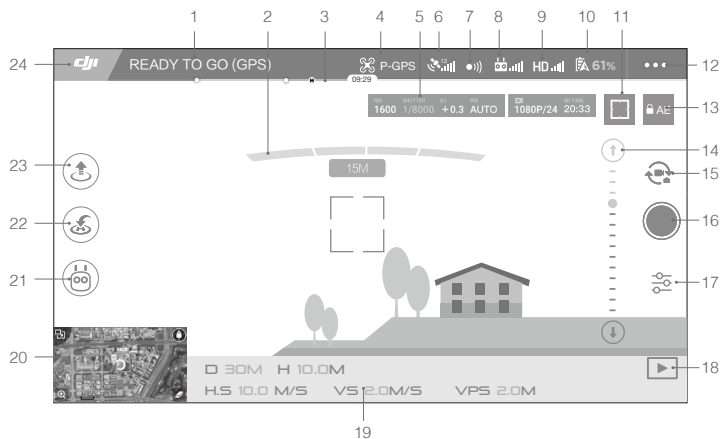 1 2 3 4 5 6 7 8 9 10 11
24 dji READY TO GO (GPS) P-GPS 12 HD 61% 12
09:29
ISO SHUTTER EV WB SD TIME
1600 1/8000 +0.3 AUTO 1080P/24 20:33 AE 13
15M 14
23 15
22 16
21 17
20 D 30M H 10.0M 18
H.S 10.0 M/S VS 2.0M/S VPS 2.0M
19